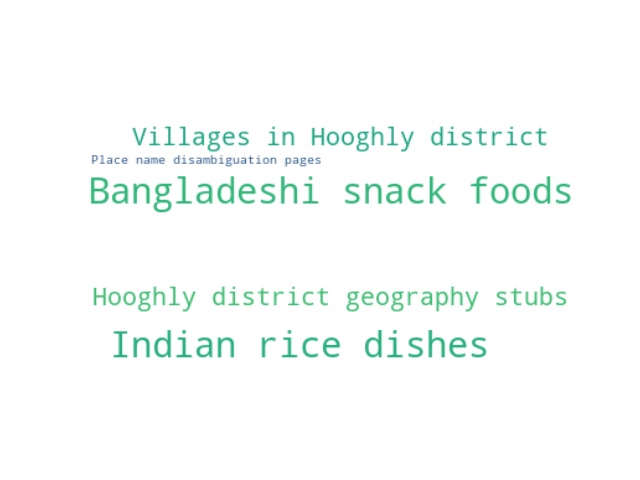 Villages in Hooghly district
Place name disambiguation pages
Bangladeshi snack foods
Hooghly district geography stubs
Indian rice dishes